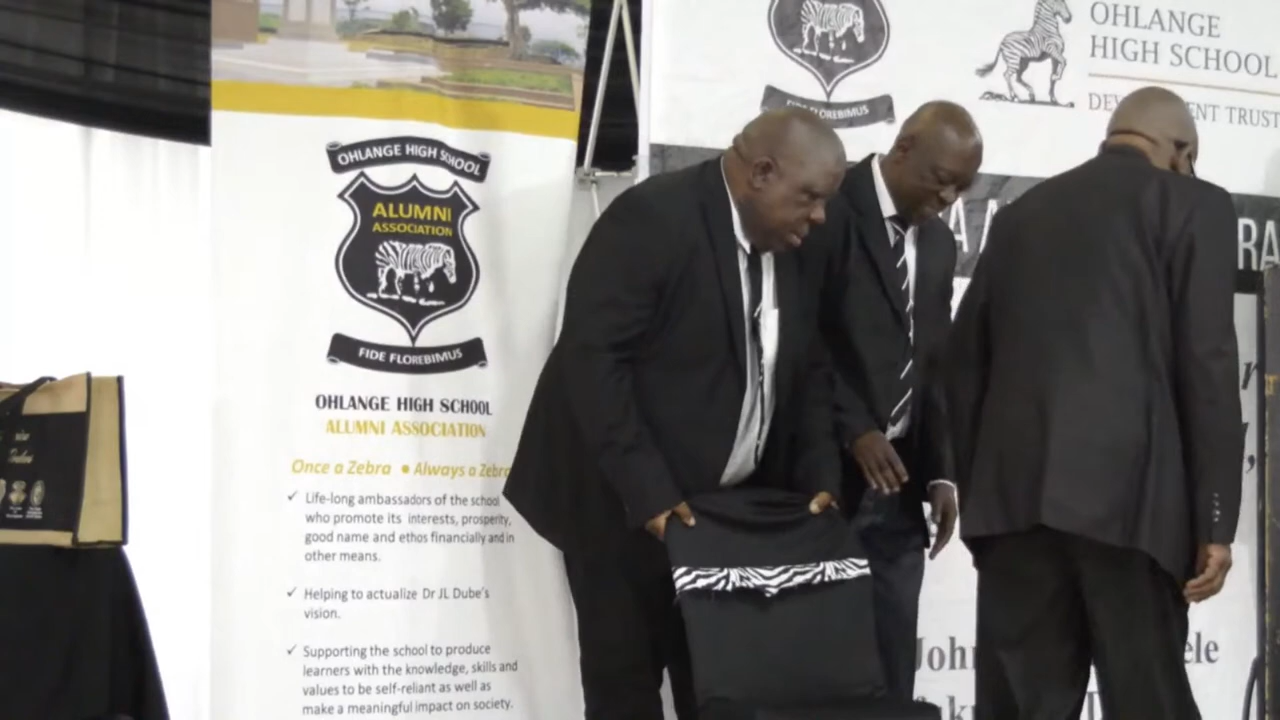 OHLANGE HIGH SCHOOL
ALUMNI
ASSOCIATION
FIDE FLOREBIMUS
OHLANGE HIGH SCHOOL
ALUMNI ASSOCIATION
Once a Zebra • Always a Zebra
✓ Life-long ambassadors of the school
who promote its interests, prosperity,
good name and ethos financially and in
other means.
✓ Helping to actualize Dr JL Dube's
vision.
✓ Supporting the school to produce
learners with the knowledge, skills and
values to be self-reliant as well as
make a meaningful impact on society.
FIDE FLOREBIMUS
OHLANGE
HIGH SCHOOL
TRUST